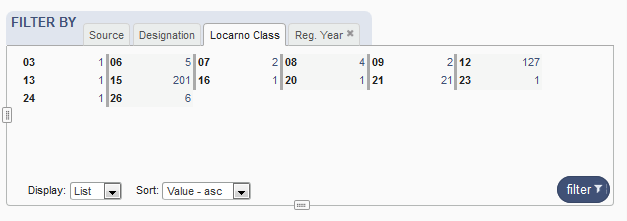 FILTER BY Source Designation Locarno Class Reg. Year ✖
03 1 06 5 07 2 08 4 09 2 12 127
13 1 15 201 16 1 20 1 21 21 23 1
24 1 26 6
Display: List Sort: Value - asc filter